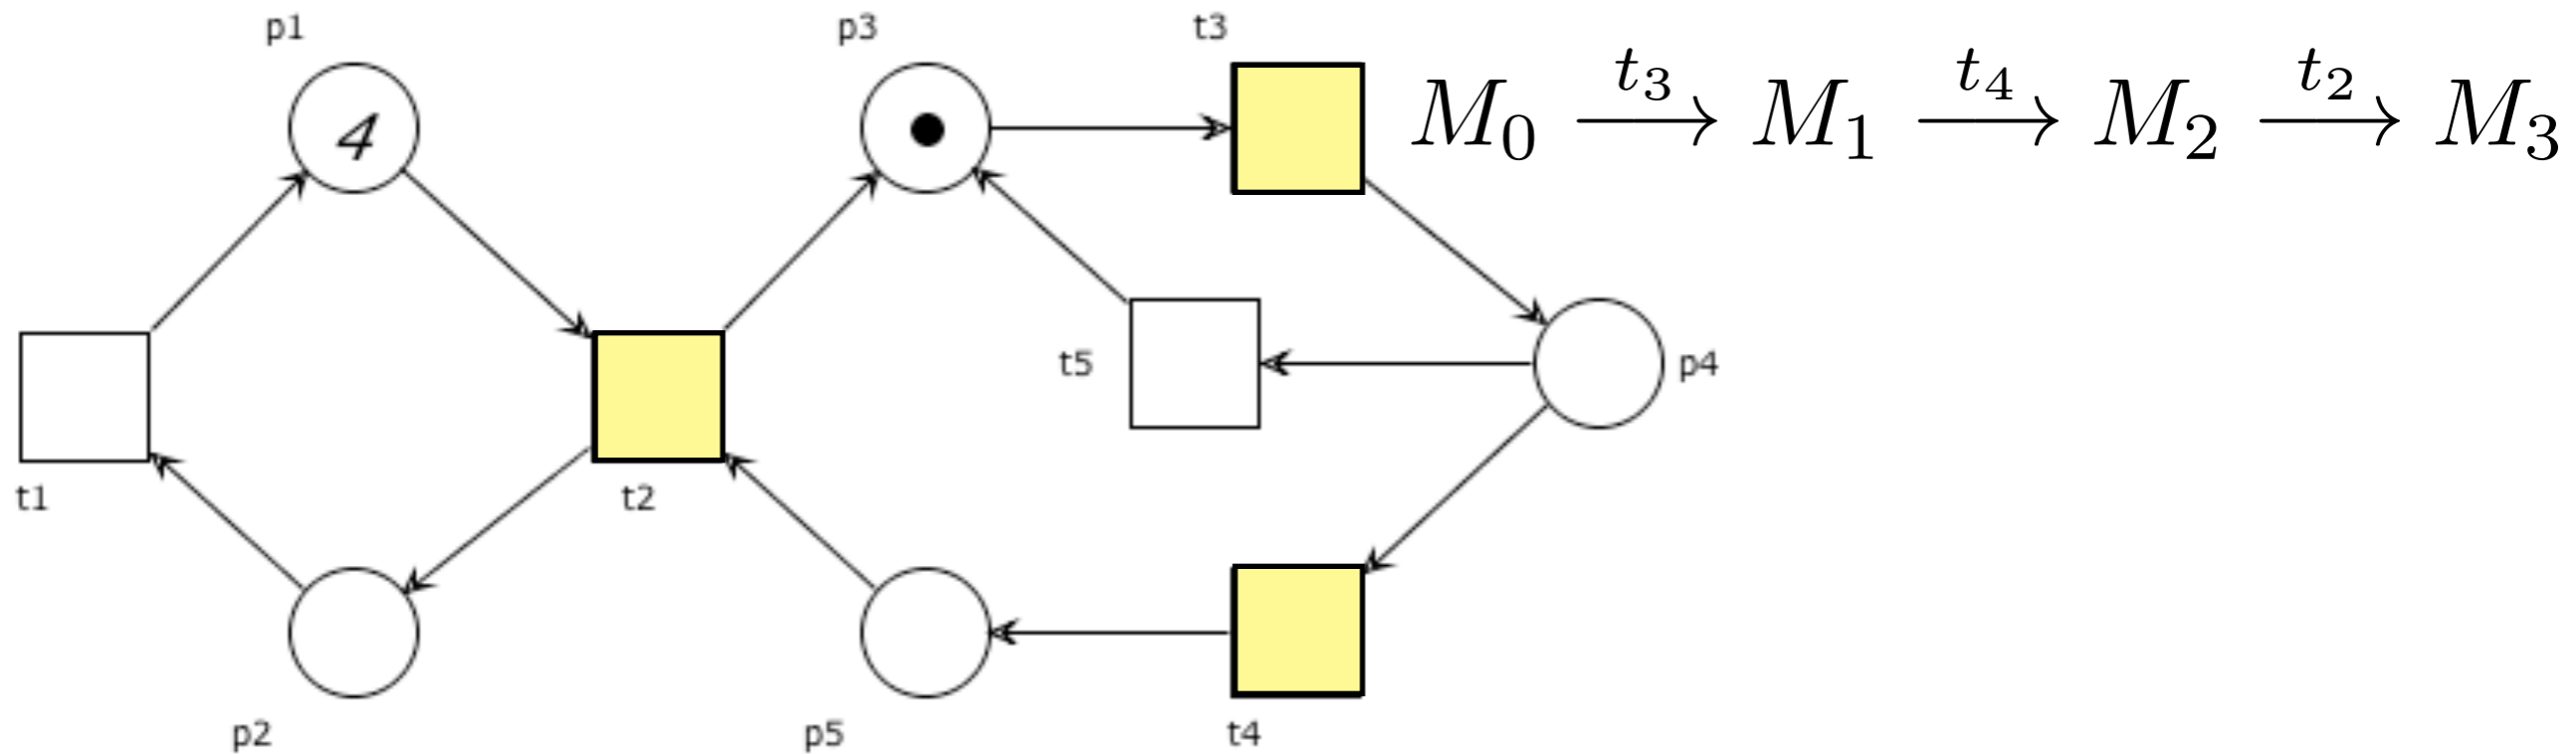 p1
p3
t3
M₀ —t₃→ M₁ —t₄→ M₂ —t₂→ M₃
4
t5
p4
t1
t2
p2
p5
t4